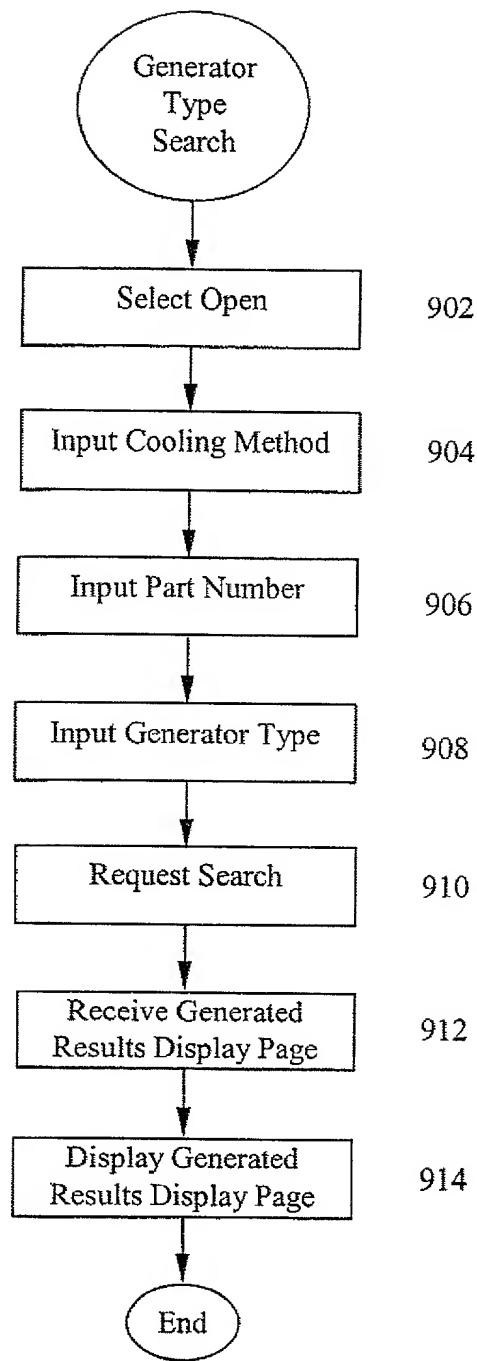 Generator
Type
Search
Select Open
902
Input Cooling Method
904
Input Part Number
906
Input Generator Type
908
Request Search
910
Receive Generated
Results Display Page
912
Display Generated
Results Display Page
914
End